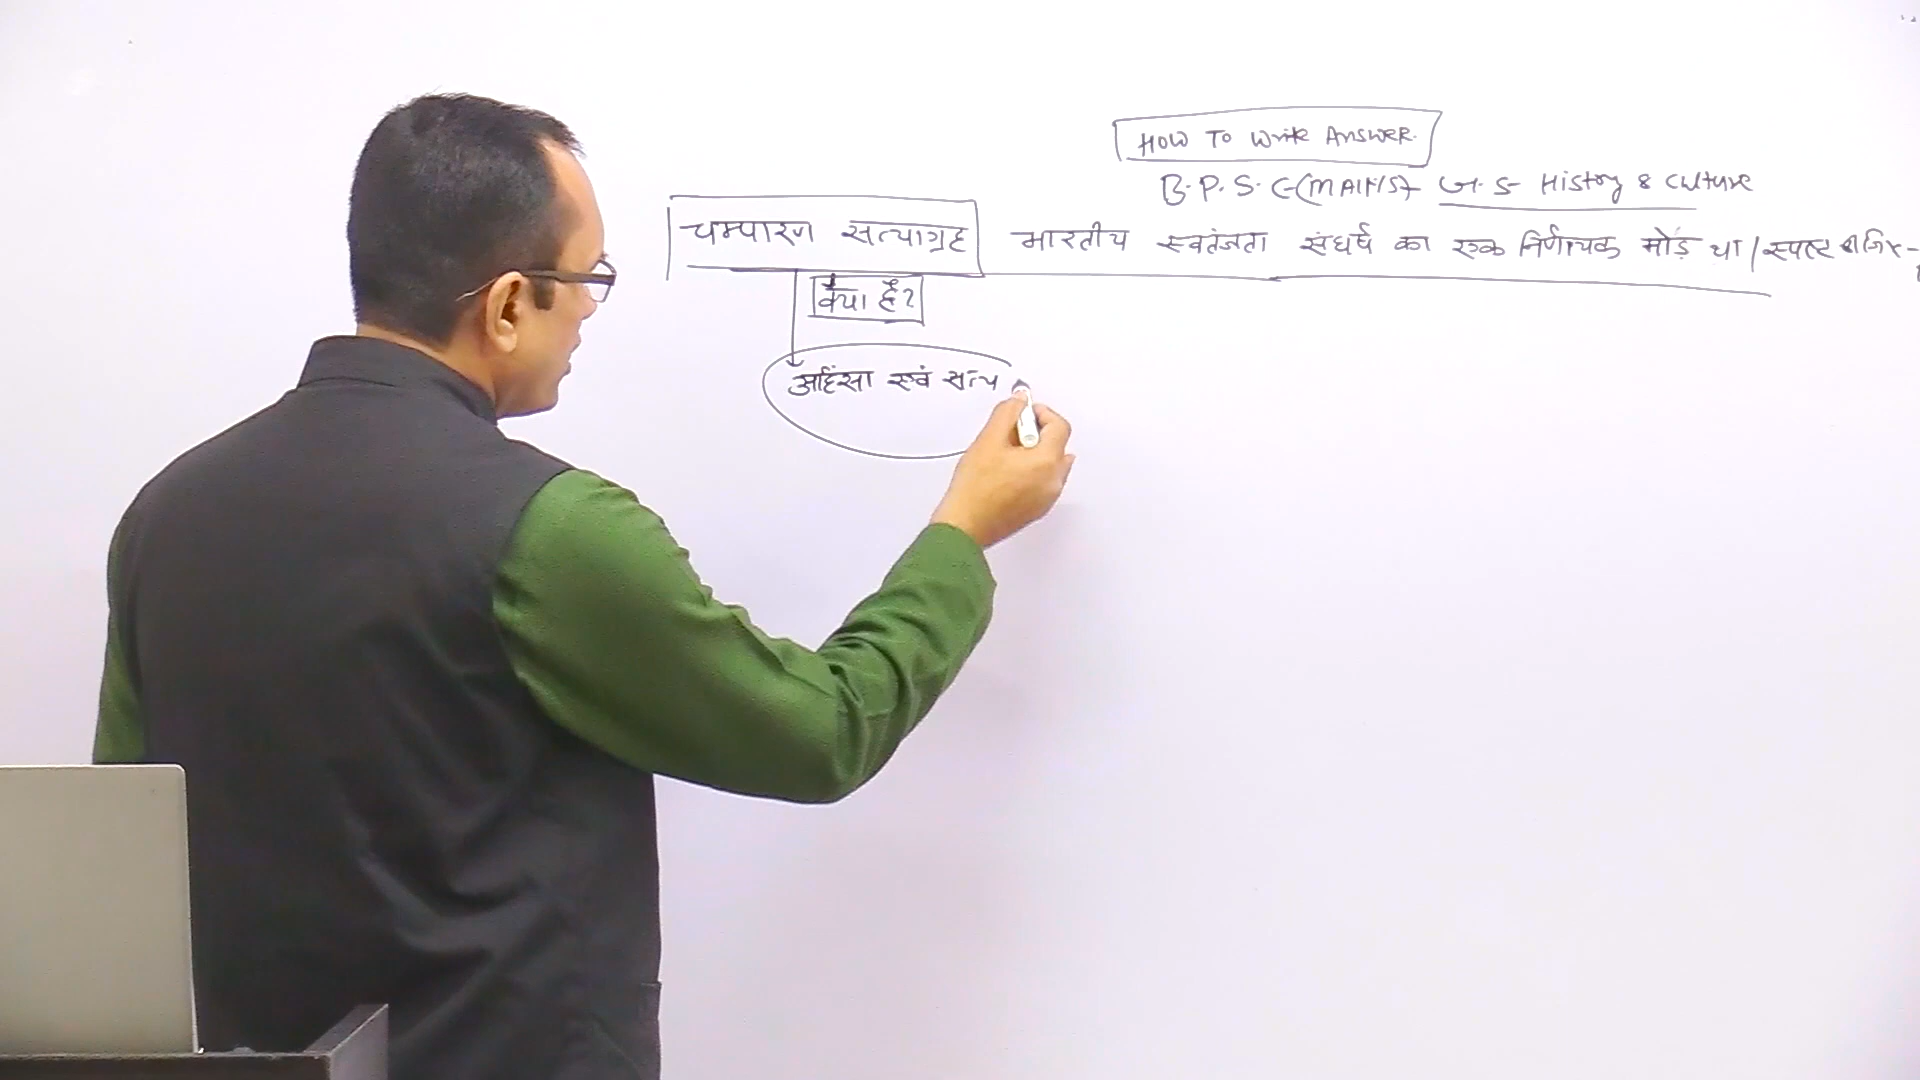 HOW TO Write ANSWER.
B.P.S.C-(MAINS)- G.S- History & Culture
चम्पारण सत्याग्रह भारतीय स्वतंत्रता संघर्ष का एक निर्णायक मोड़ था / स्पष्ट कीजिए-
क्या है?
अहिंसा एवं सत्य